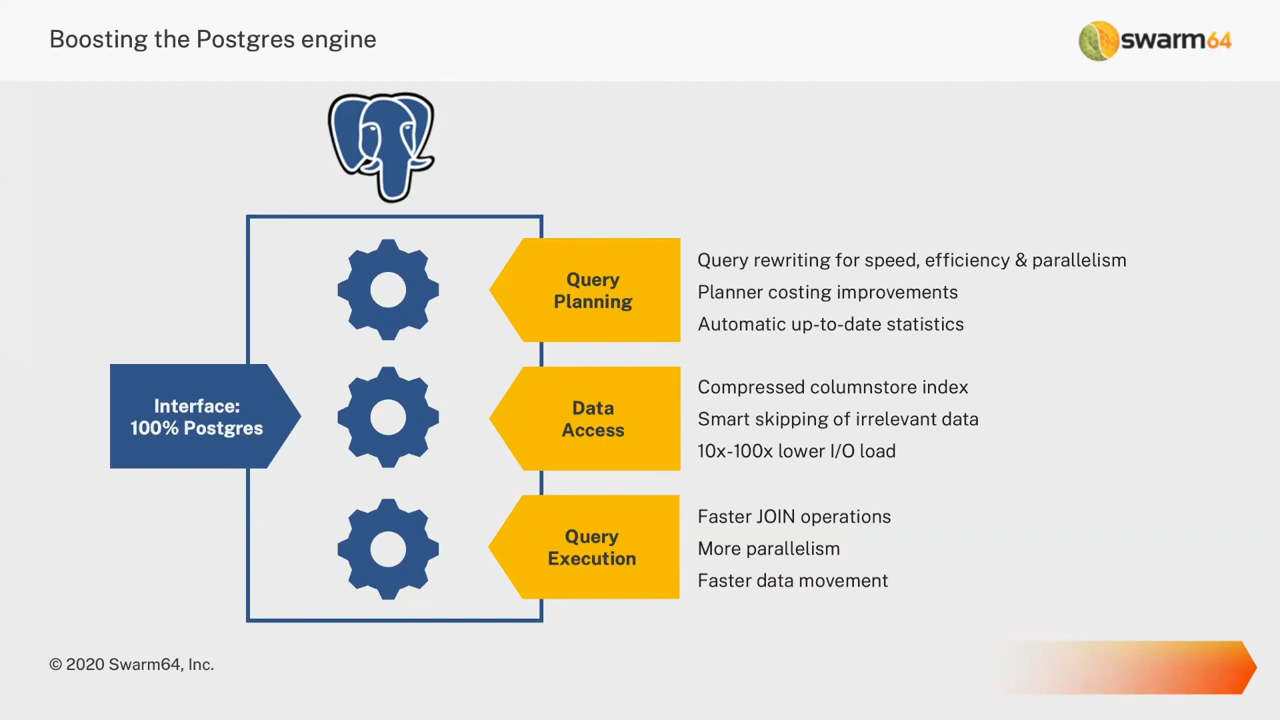 Boosting the Postgres engine
swarm64
Query
Planning
Query rewriting for speed, efficiency & parallelism
Planner costing improvements
Automatic up-to-date statistics
Interface:
100% Postgres
Data
Access
Compressed columnstore index
Smart skipping of irrelevant data
10x-100x lower I/O load
Query
Execution
Faster JOIN operations
More parallelism
Faster data movement
© 2020 Swarm64, Inc.